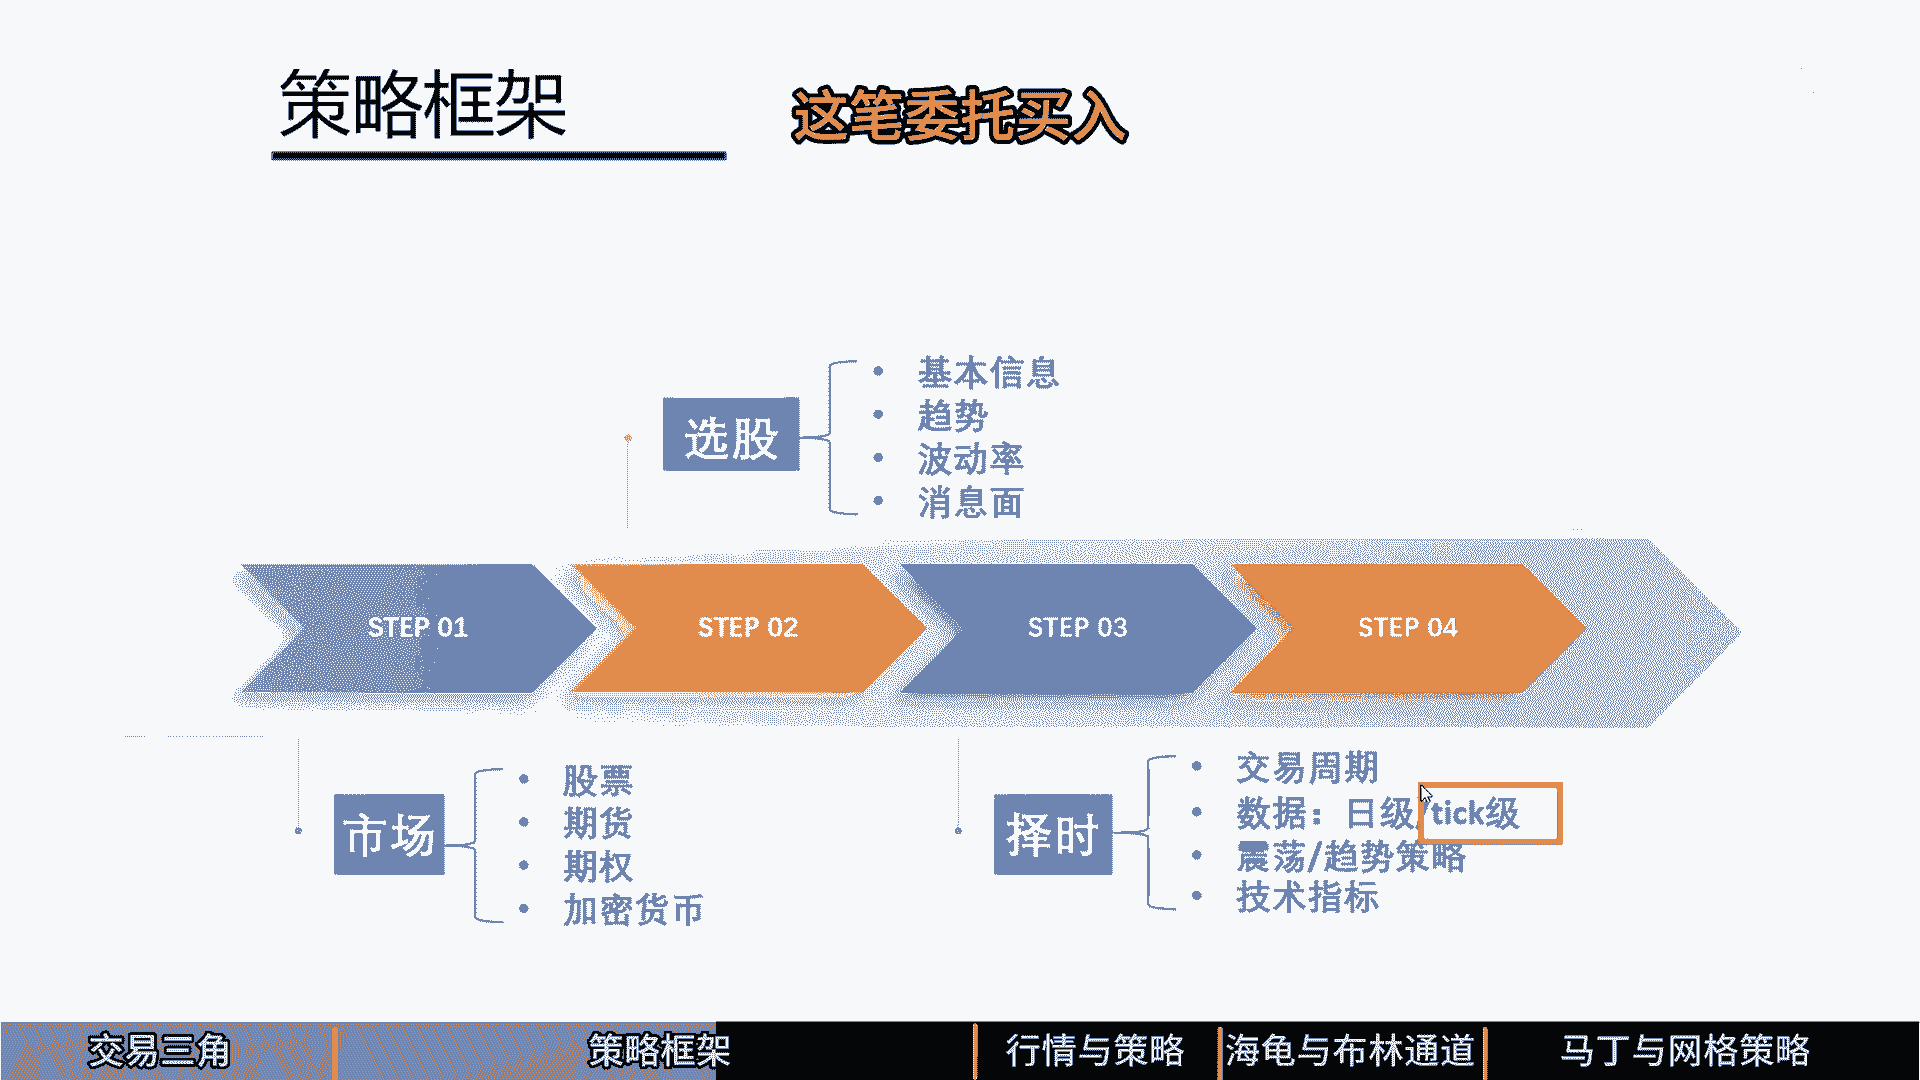 策略框架
这笔委托买入
选股
• 基本信息
• 趋势
• 波动率
• 消息面
STEP 01
STEP 02
STEP 03
STEP 04
市场
• 股票
• 期货
• 期权
• 加密货币
择时
• 交易周期
• 数据：日级/tick级
• 震荡/趋势策略
• 技术指标
交易三角
策略框架
行情与策略
海龟与布林通道
马丁与网格策略